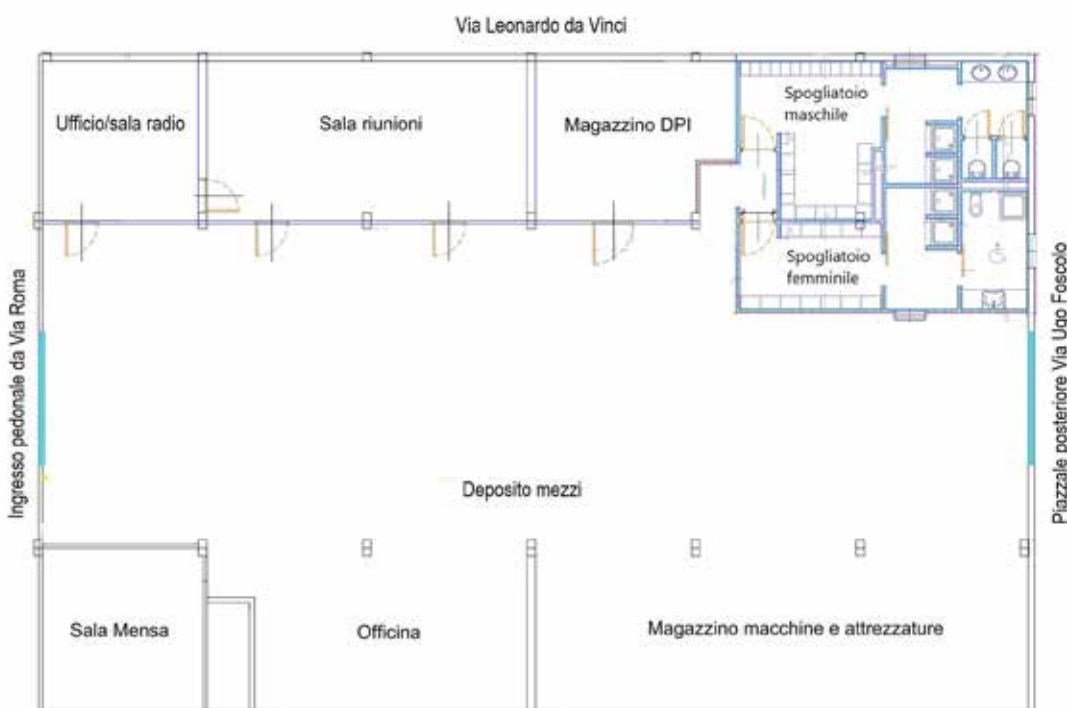 Via Leonardo da Vinci
Ufficio/sala radio
Sala riunioni
Magazzino DPI
Spogliatoio
maschile
Spogliatoio
femminile
Ingresso pedonale da Via Roma
Piazzale posteriore Via Ugo Foscolo
Deposito mezzi
Sala Mensa
Officina
Magazzino macchine e attrezzature